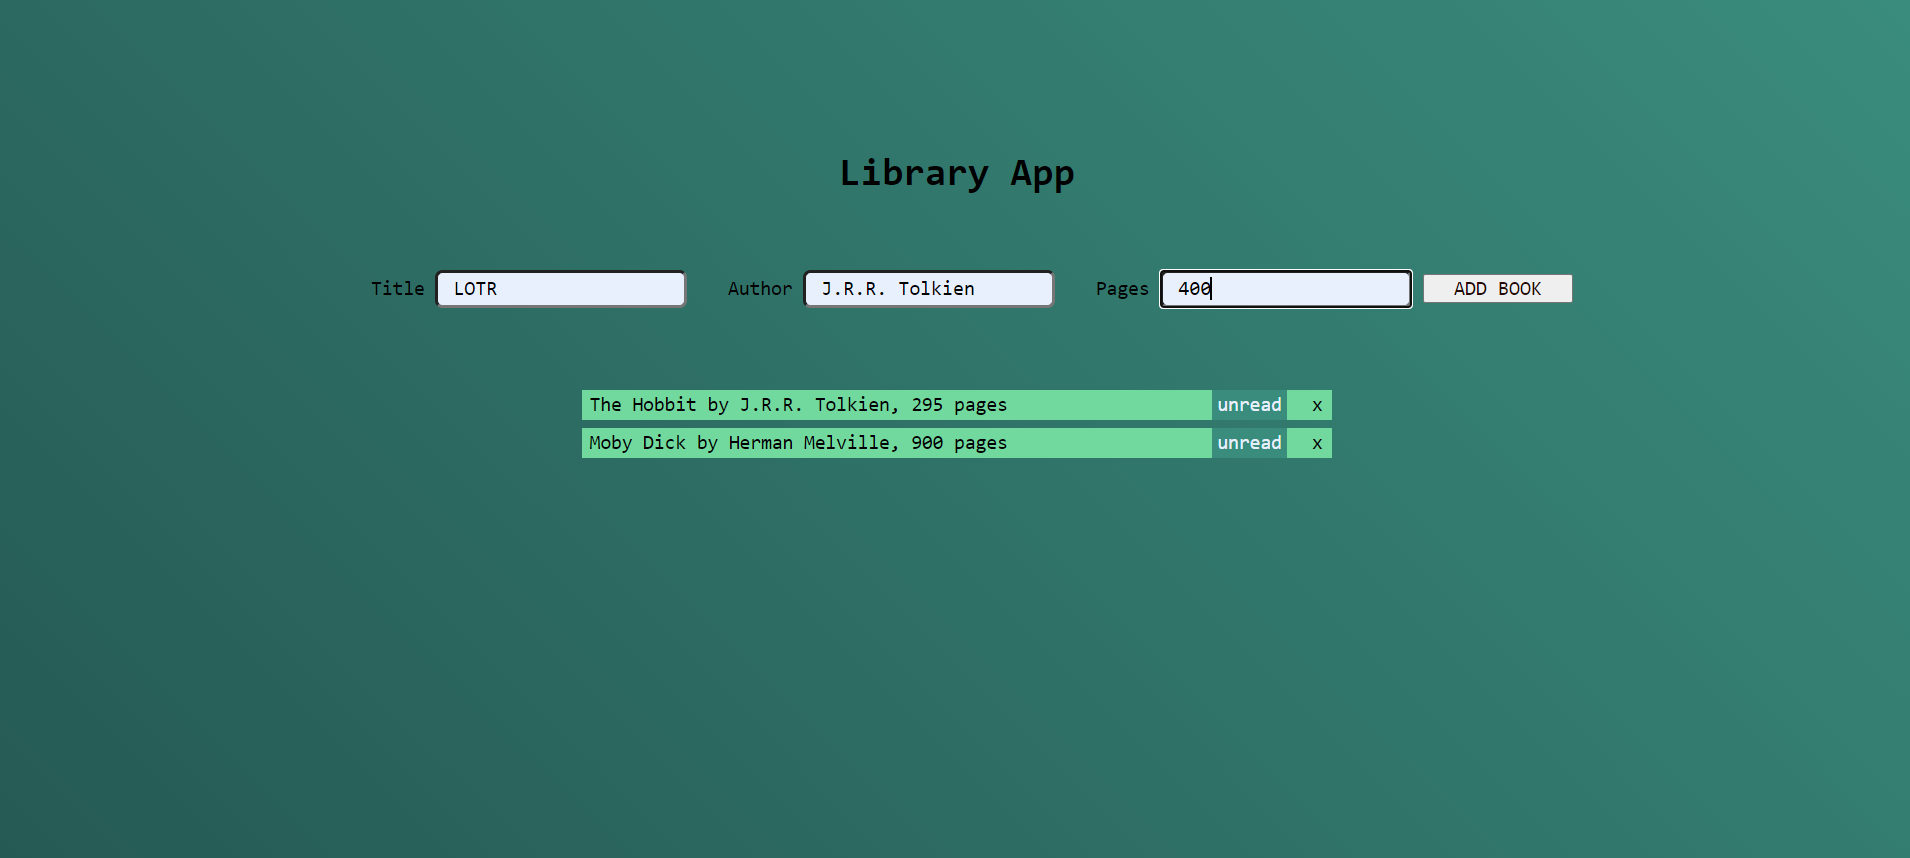 Library App
Title LOTR Author J.R.R. Tolkien Pages 400 ADD BOOK
The Hobbit by J.R.R. Tolkien, 295 pages unread x
Moby Dick by Herman Melville, 900 pages unread x